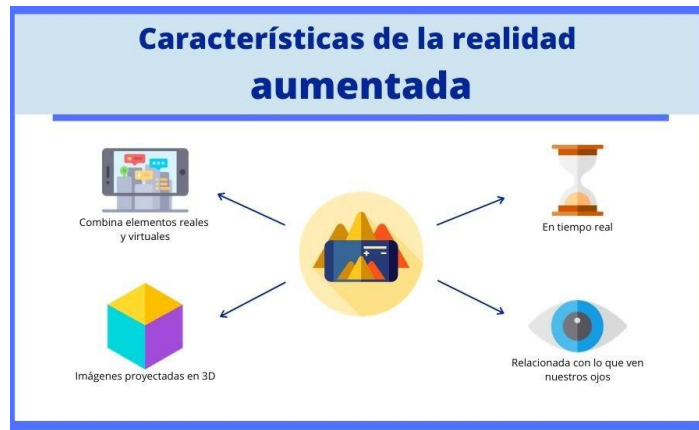 Características de la realidad
aumentada
Combina elementos reales
y virtuales
En tiempo real
Imágenes proyectadas en 3D
Relacionada con lo que ven
nuestros ojos